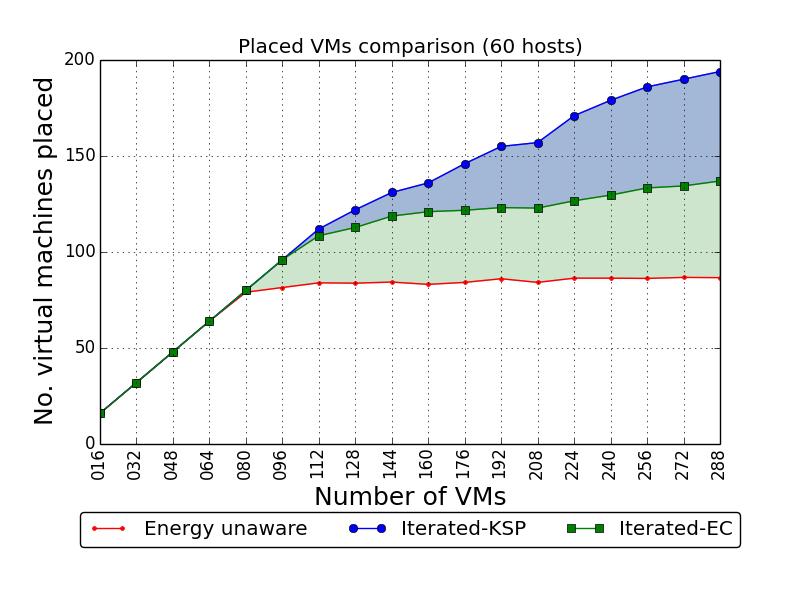 Placed VMs comparison (60 hosts)
No. virtual machines placed
200
150
100
50
0
016 032 048 064 080 096 112 128 144 160 176 192 208 224 240 256 272 288
Number of VMs
Energy unaware Iterated-KSP Iterated-EC